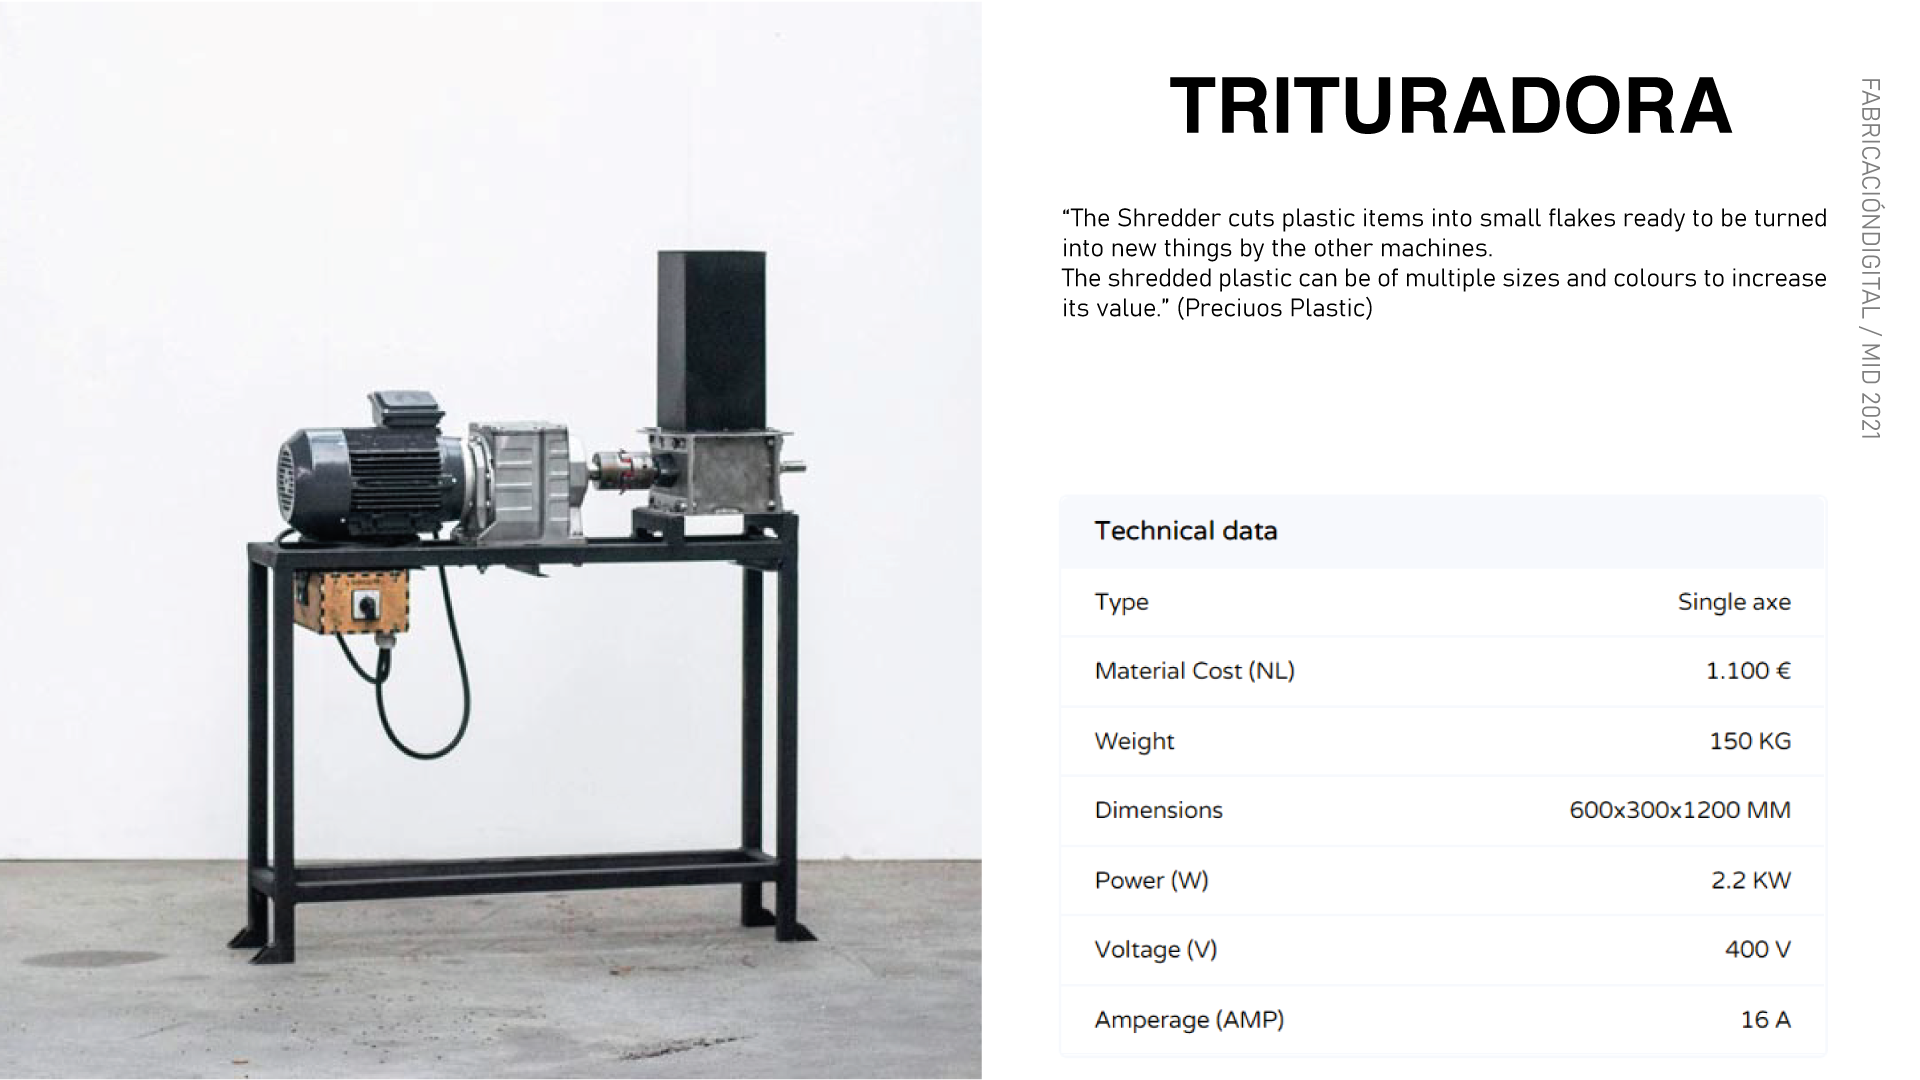 TRITURADORA
“The Shredder cuts plastic items into small flakes ready to be turned
into new things by the other machines.
The shredded plastic can be of multiple sizes and colours to increase
its value.” (Preciuos Plastic)
FABRICACIÓNDIGITAL / MID 2021
Technical data
Type Single axe
Material Cost (NL) 1.100 €
Weight 150 KG
Dimensions 600x300x1200 MM
Power (W) 2.2 KW
Voltage (V) 400 V
Amperage (AMP) 16 A